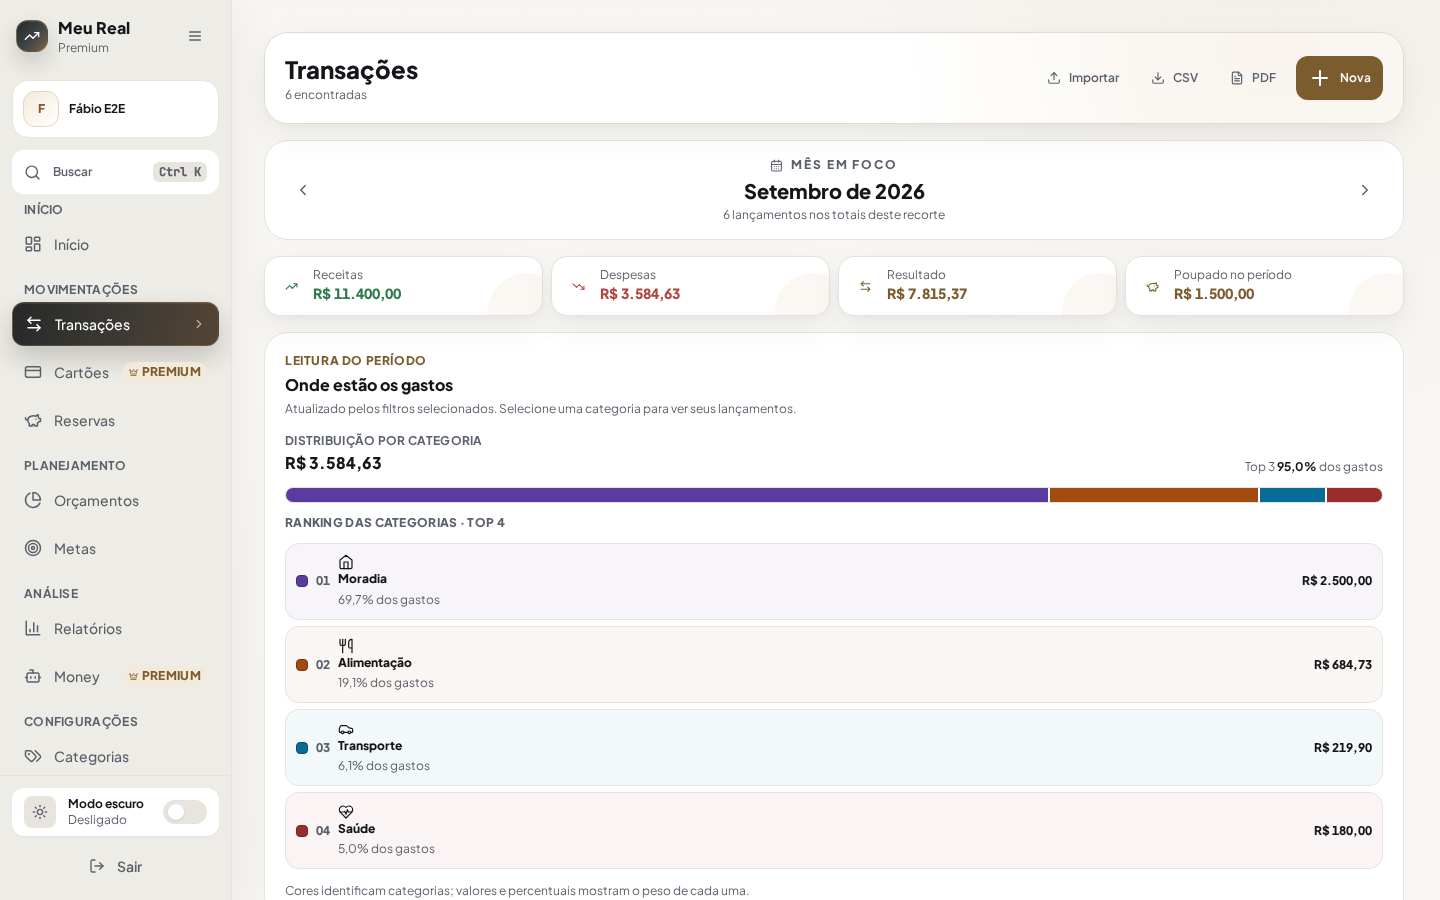 Meu Real
Premium
F
Fábio E2E
Buscar
Ctrl K
INÍCIO
Início
MOVIMENTAÇÕES
Transações
Cartões
PREMIUM
Reservas
PLANEJAMENTO
Orçamentos
Metas
ANÁLISE
Relatórios
Money
PREMIUM
CONFIGURAÇÕES
Categorias
Modo escuro
Desligado
Sair
Transações
6 encontradas
Importar
CSV
PDF
Nova
MÊS EM FOCO
Setembro de 2026
6 lançamentos nos totais deste recorte
Receitas
R$ 11.400,00
Despesas
R$ 3.584,63
Resultado
R$ 7.815,37
Poupado no período
R$ 1.500,00
LEITURA DO PERÍODO
Onde estão os gastos
Atualizado pelos filtros selecionados. Selecione uma categoria para ver seus lançamentos.
DISTRIBUIÇÃO POR CATEGORIA
R$ 3.584,63
Top 3 95,0% dos gastos
RANKING DAS CATEGORIAS · TOP 4
01
Moradia
69,7% dos gastos
R$ 2.500,00
02
Alimentação
19,1% dos gastos
R$ 684,73
03
Transporte
6,1% dos gastos
R$ 219,90
04
Saúde
5,0% dos gastos
R$ 180,00
Cores identificam categorias; valores e percentuais mostram o peso de cada uma.